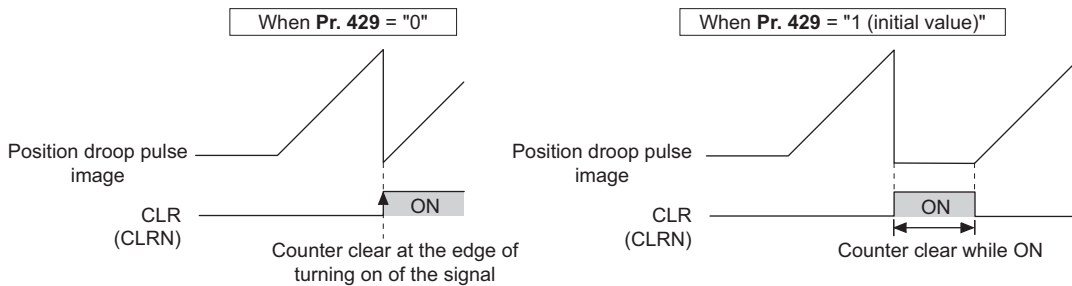 When Pr. 429 = "0"
Position droop pulse
image
CLR
(CLRN)
ON
Counter clear at the edge of
turning on of the signal
When Pr. 429 = "1 (initial value)"
Position droop pulse
image
CLR
(CLRN)
ON
Counter clear while ON